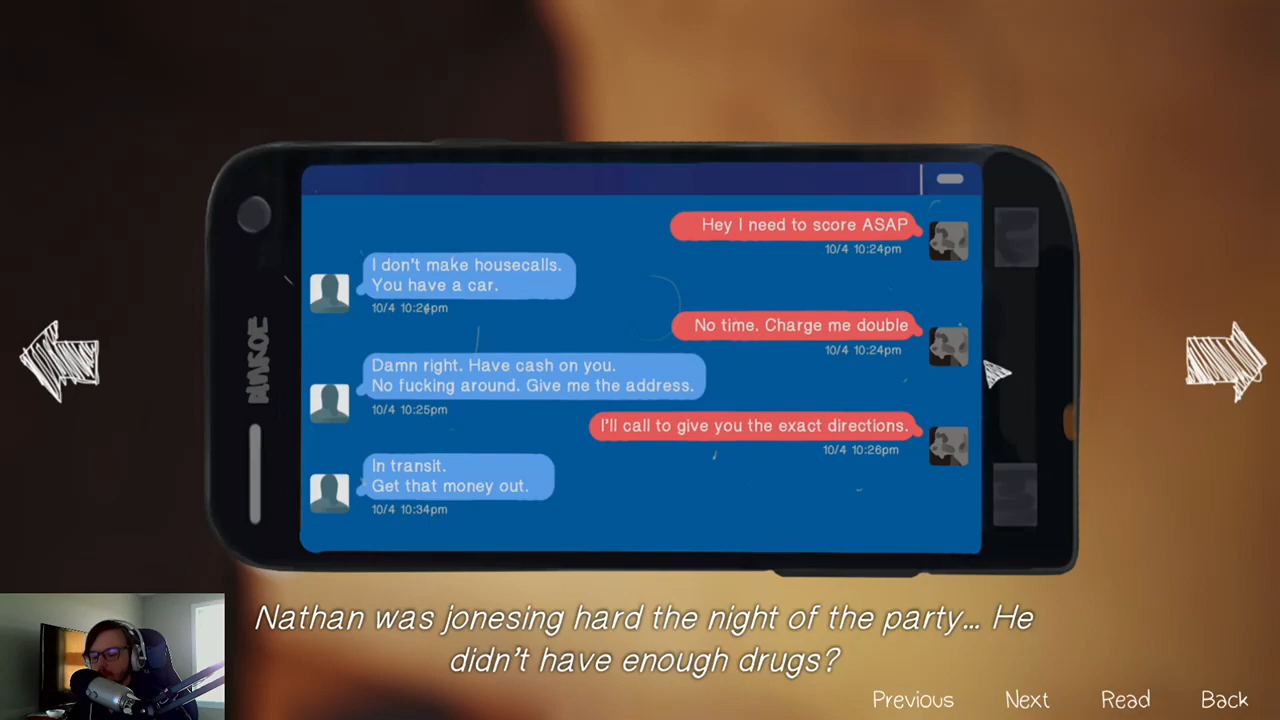 Hey I need to score ASAP
10/4 10:24pm
I don't make housecalls.
You have a car.
10/4 10:24pm
No time. Charge me double
10/4 10:24pm
Damn right. Have cash on you.
No fucking around. Give me the address.
10/4 10:25pm
I'll call to give you the exact directions.
10/4 10:26pm
In transit.
Get that money out.
10/4 10:34pm
Nathan was jonesing hard the night of the party... He
didn't have enough drugs?
Previous Next Read Back